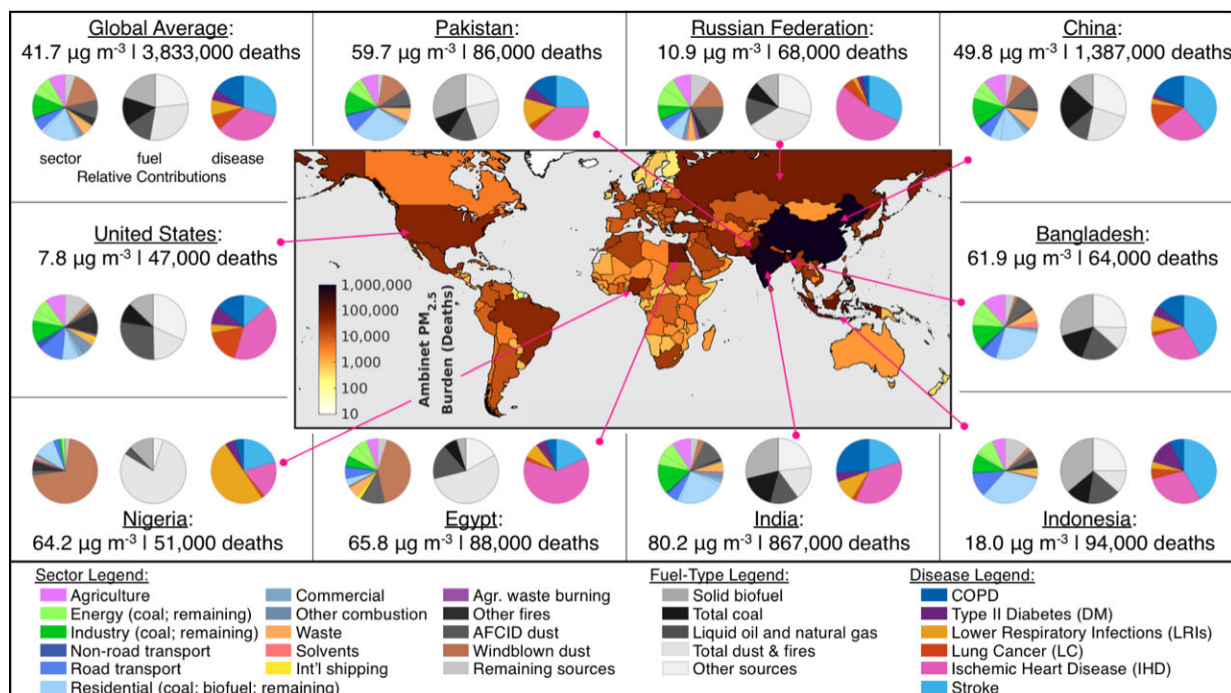 Global Average:
41.7 µg m⁻³ | 3,833,000 deaths
sector fuel disease
Relative Contributions
Pakistan:
59.7 µg m⁻³ | 86,000 deaths
Russian Federation:
10.9 µg m⁻³ | 68,000 deaths
China:
49.8 µg m⁻³ | 1,387,000 deaths
United States:
7.8 µg m⁻³ | 47,000 deaths
1,000,000
100,000
10,000
1,000
100
10
Ambinet PM2.5
Burden (Deaths)
Bangladesh:
61.9 µg m⁻³ | 64,000 deaths
Nigeria:
64.2 µg m⁻³ | 51,000 deaths
Egypt:
65.8 µg m⁻³ | 88,000 deaths
India:
80.2 µg m⁻³ | 867,000 deaths
Indonesia:
18.0 µg m⁻³ | 94,000 deaths
Sector Legend:
Agriculture
Energy (coal; remaining)
Industry (coal; remaining)
Non-road transport
Road transport
Residential (coal; biofuel; remaining)
Commercial
Other combustion
Waste
Solvents
Int'l shipping
Agr. waste burning
Other fires
AFCID dust
Windblown dust
Remaining sources
Fuel-Type Legend:
Solid biofuel
Total coal
Liquid oil and natural gas
Total dust & fires
Other sources
Disease Legend:
COPD
Type II Diabetes (DM)
Lower Respiratory Infections (LRIs)
Lung Cancer (LC)
Ischemic Heart Disease (IHD)
Stroke